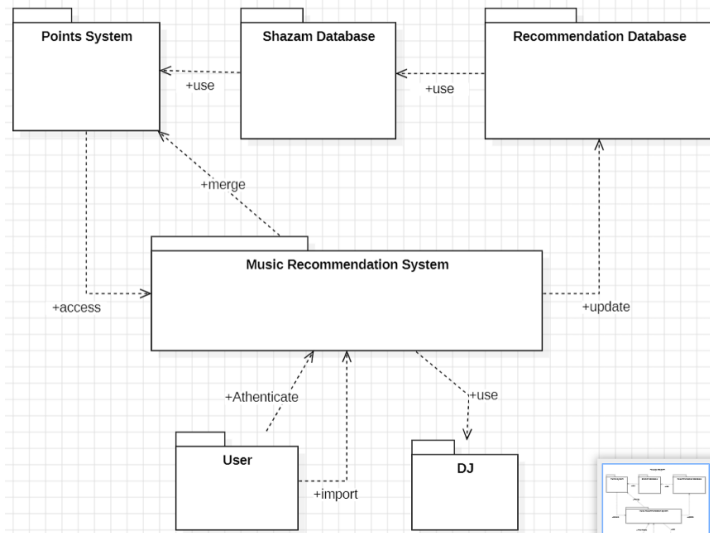 Points System
Shazam Database
Recommendation Database
+use
+use
+merge
Music Recommendation System
+access
+update
+Athenticate
+use
User
DJ
+import